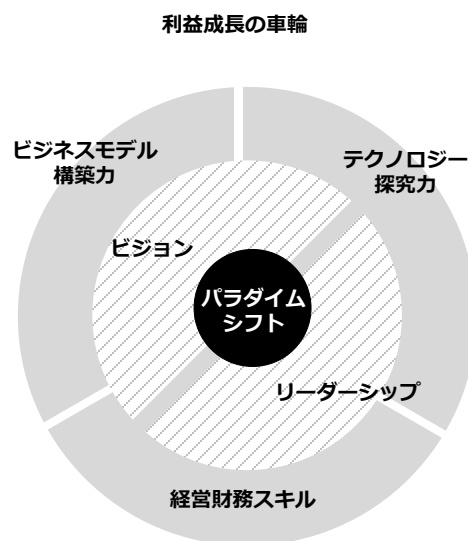 利益成長の車輪
ビジネスモデル
構築力
テクノロジー
探究力
ビジョン
パラダイム
シフト
リーダーシップ
経営財務スキル